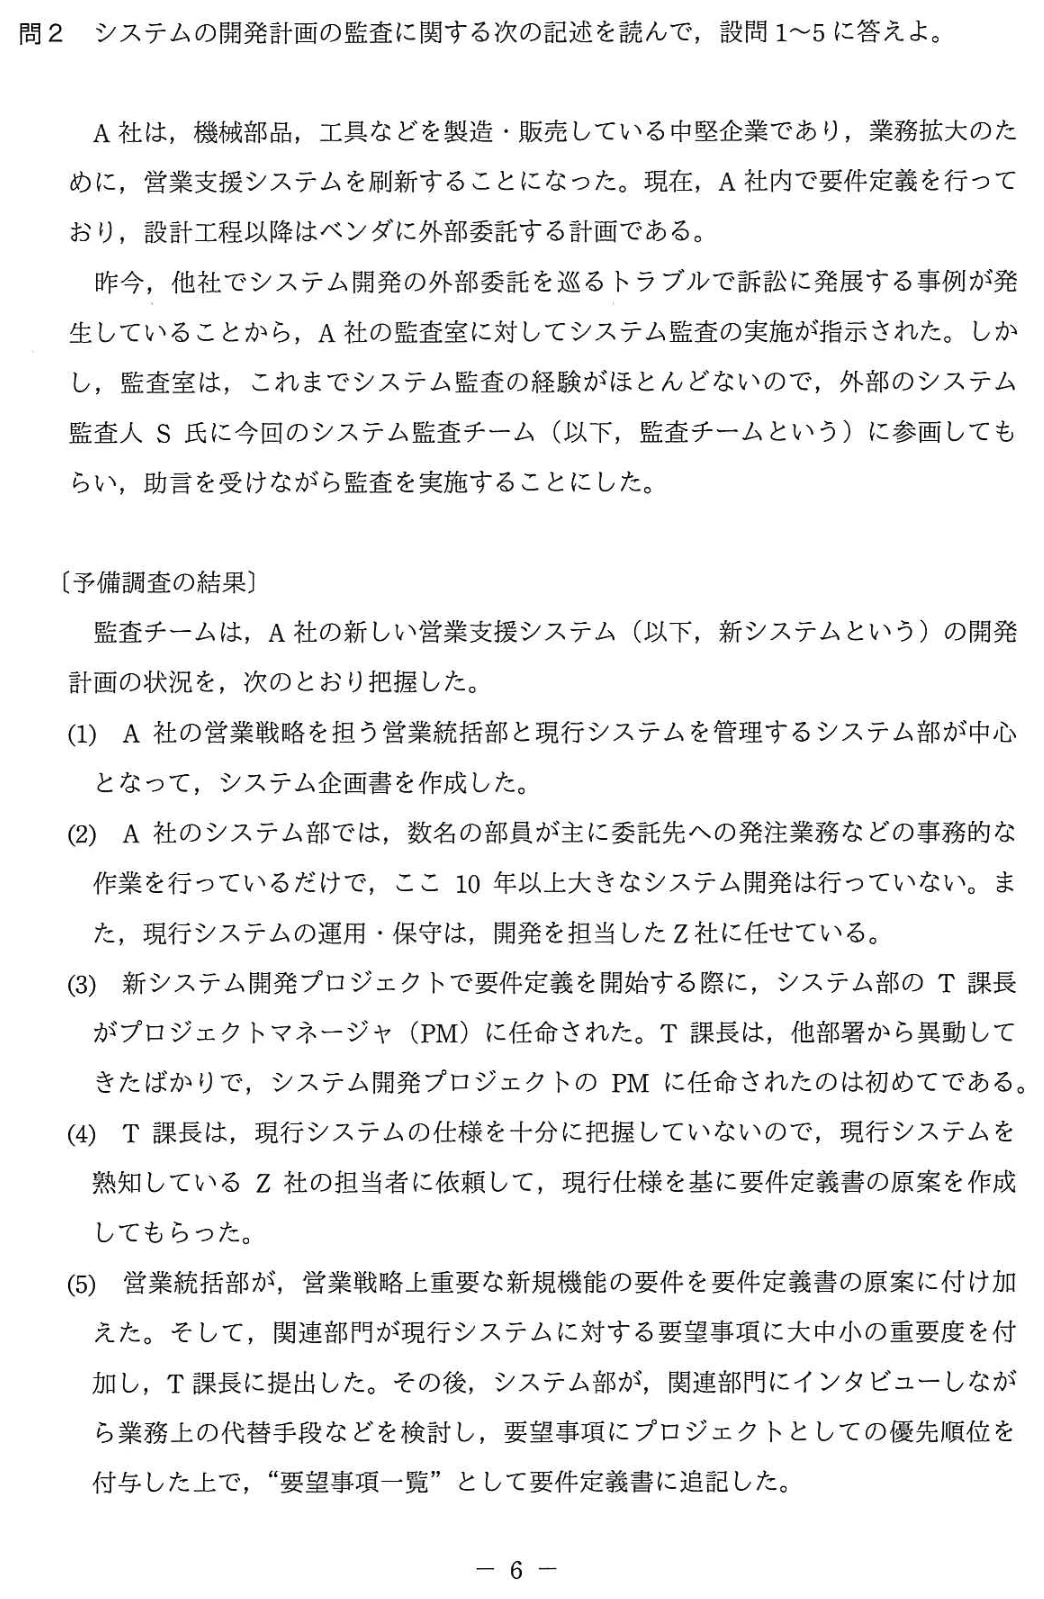 問2 システムの開発計画の監査に関する次の記述を読んで，設問1～5に答えよ。
A社は，機械部品，工具などを製造・販売している中堅企業であり，業務拡大のた
めに，営業支援システムを刷新することになった。現在，A社内で要件定義を行って
おり，設計工程以降はベンダに外部委託する計画である。
昨今，他社でシステム開発の外部委託を巡るトラブルで訴訟に発展する事例が発
生していることから，A社の監査室に対してシステム監査の実施が指示された。しか
し，監査室は，これまでシステム監査の経験がほとんどないので，外部のシステム
監査人 S 氏に今回のシステム監査チーム（以下，監査チームという）に参画しても
らい，助言を受けながら監査を実施することにした。
〔予備調査の結果〕
監査チームは，A社の新しい営業支援システム（以下，新システムという）の開発
計画の状況を，次のとおり把握した。
(1) A 社の営業戦略を担う営業統括部と現行システムを管理するシステム部が中心
となって，システム企画書を作成した。
(2) A 社のシステム部では，数名の部員が主に委託先への発注業務などの事務的な
作業を行っているだけで，ここ 10 年以上大きなシステム開発は行っていない。ま
た，現行システムの運用・保守は，開発を担当したZ社に任せている。
(3) 新システム開発プロジェクトで要件定義を開始する際に，システム部の T 課長
がプロジェクトマネージャ（PM）に任命された。T 課長は，他部署から異動して
きたばかりで，システム開発プロジェクトの PM に任命されたのは初めてである。
(4) T 課長は，現行システムの仕様を十分に把握していないので，現行システムを
熟知している Z 社の担当者に依頼して，現行仕様を基に要件定義書の原案を作成
してもらった。
(5) 営業統括部が，営業戦略上重要な新規機能の要件を要件定義書の原案に付け加
えた。そして，関連部門が現行システムに対する要望事項に大中小の重要度を付
加し，T課長に提出した。その後，システム部が，関連部門にインタビューしなが
ら業務上の代替手段などを検討し，要望事項にプロジェクトとしての優先順位を
付与した上で，“要望事項一覧”として要件定義書に追記した。
－ 6 －